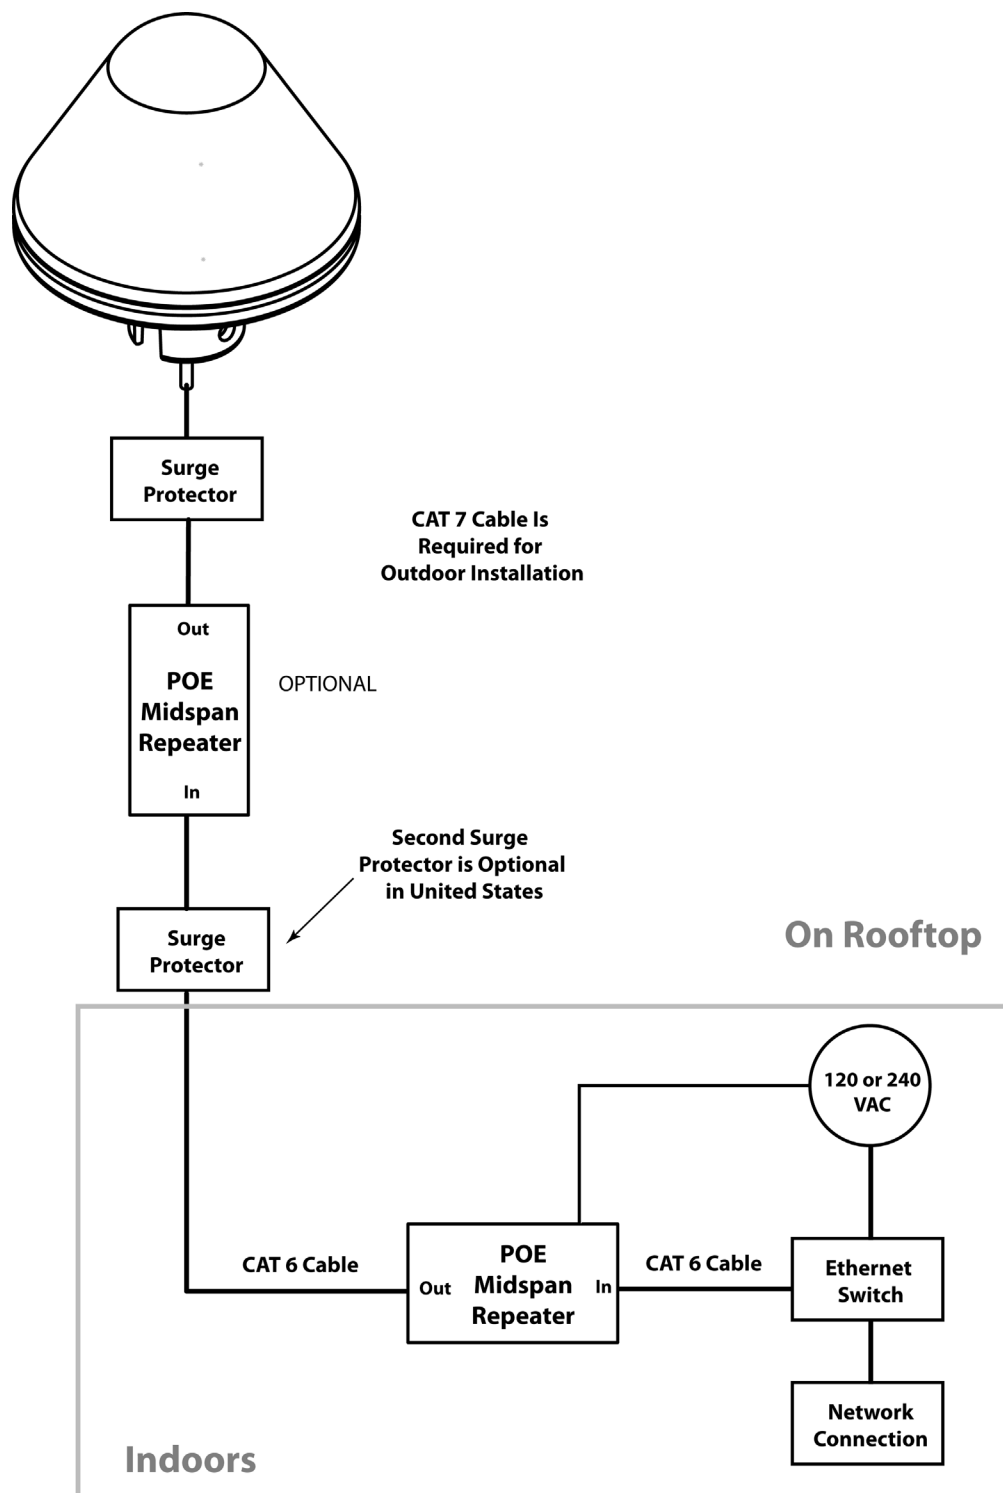 Surge
Protector
CAT 7 Cable Is
Required for
Outdoor Installation
Out
POE
Midspan
Repeater
In
OPTIONAL
Second Surge
Protector is Optional
in United States
Surge
Protector
On Rooftop
120 or 240
VAC
CAT 6 Cable
Out
POE
Midspan
Repeater
In
CAT 6 Cable
Ethernet
Switch
Network
Connection
Indoors